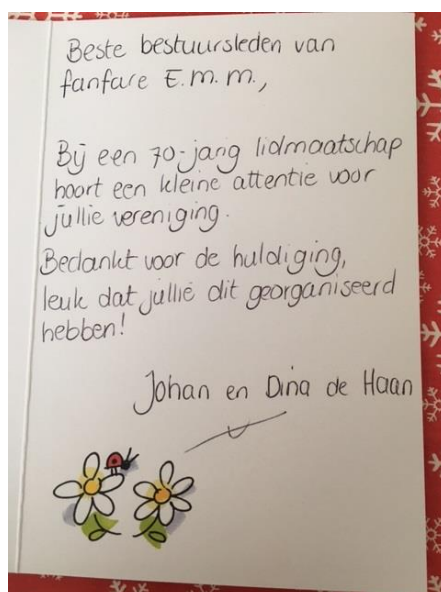 Beste bestuursleden van
fanfare E.m.m.,
Bij een 70-jarig lidmaatschap
hoort een kleine attentie voor
jullie vereniging.
Bedankt voor de huldiging,
leuk dat jullie dit georganiseerd
hebben!
Johan en Dina de Haan